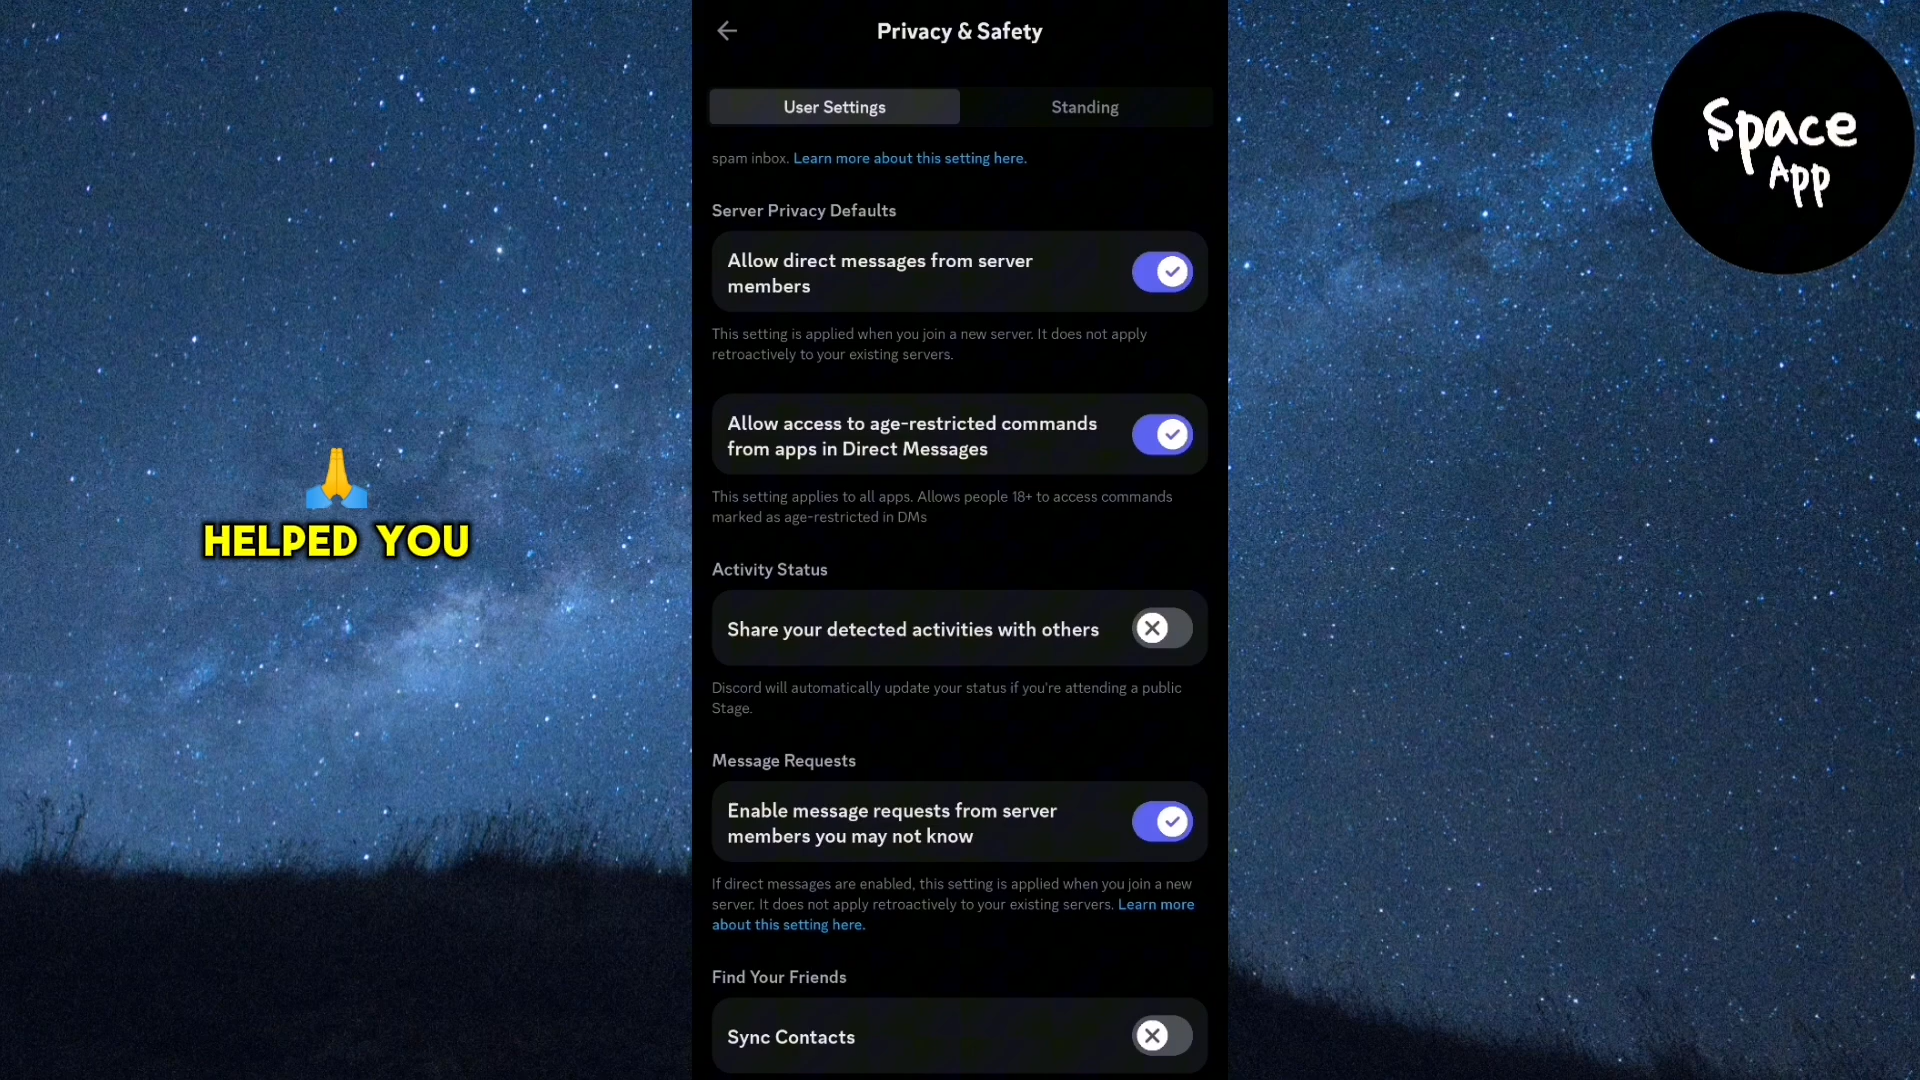 Privacy & Safety
User Settings
Standing
spam inbox. Learn more about this setting here.
Server Privacy Defaults
Allow direct messages from server
members
This setting is applied when you join a new server. It does not apply
retroactively to your existing servers.
Allow access to age-restricted commands
from apps in Direct Messages
This setting applies to all apps. Allows people 18+ to access commands
marked as age-restricted in DMs
Activity Status
Share your detected activities with others
Discord will automatically update your status if you're attending a public
Stage.
Message Requests
Enable message requests from server
members you may not know
If direct messages are enabled, this setting is applied when you join a new
server. It does not apply retroactively to your existing servers. Learn more
about this setting here.
Find Your Friends
Sync Contacts
HELPED YOU
Space
App